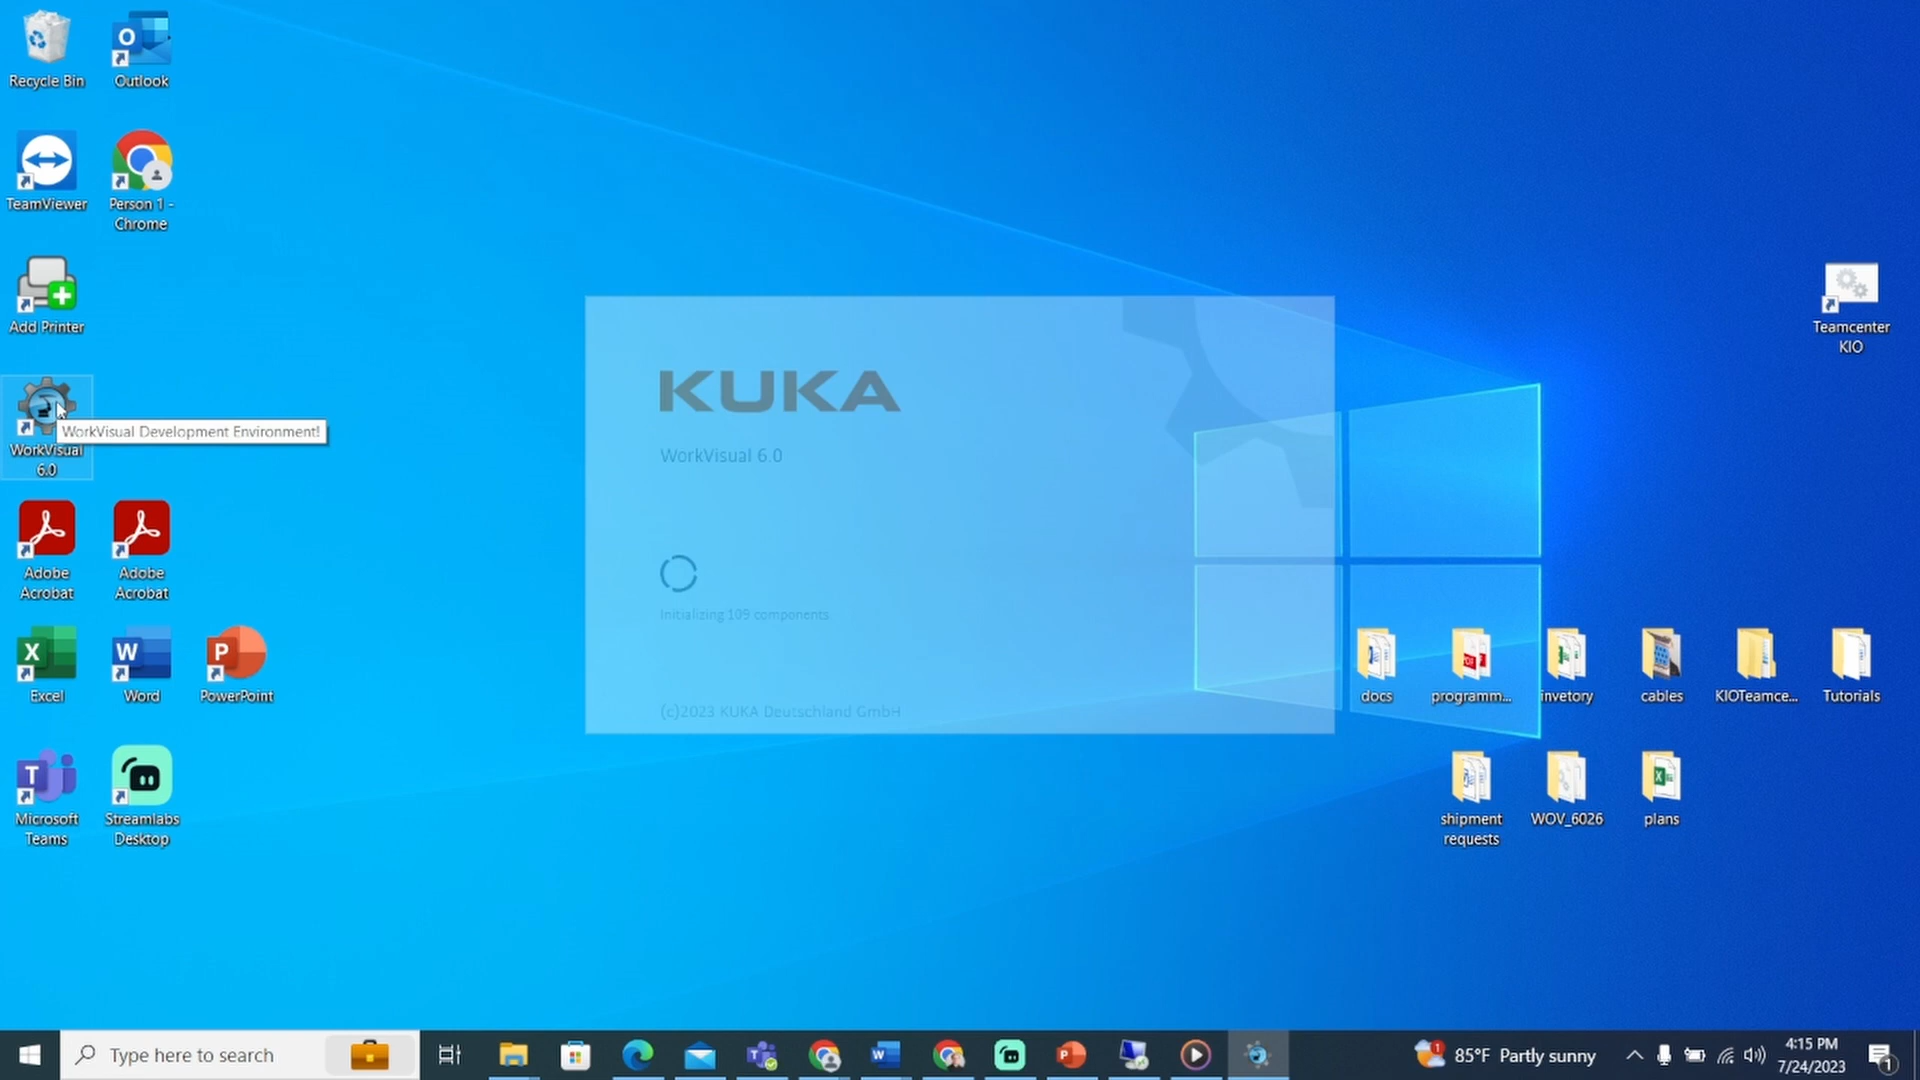 Recycle Bin
Outlook
TeamViewer
Person 1 -
Chrome
Add Printer
Teamcenter
KIO
WorkVisual Development Environment!
WorkVisual
6.0
KUKA
WorkVisual 6.0
Initializing 109 components
(c)2023 KUKA Deutschland GmbH
Adobe
Acrobat
Adobe
Acrobat
Excel
Word
PowerPoint
docs
programm...
invetory
cables
KIOTeamce...
Tutorials
Microsoft
Teams
Streamlabs
Desktop
shipment
requests
WOV_6026
plans
Type here to search
85°F Partly sunny
4:15 PM
7/24/2023
1